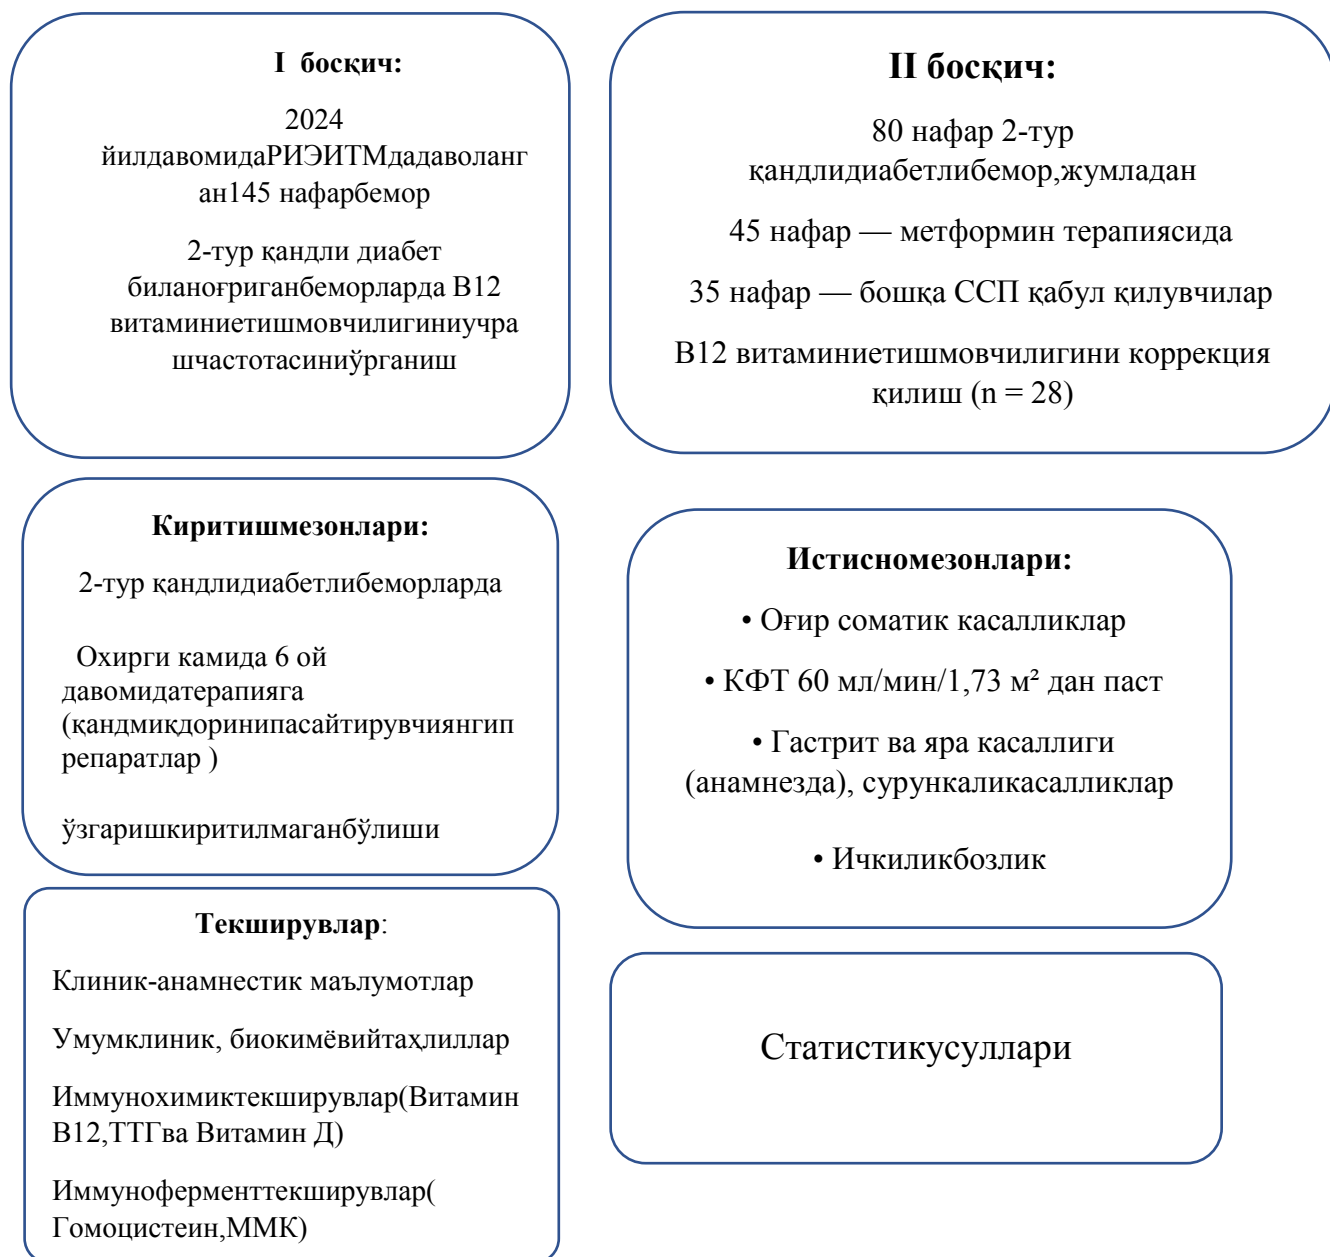 I босқич:
2024
йилдавомидаРИЭИТМдадаволанг
ан145 нафарбемор
2-тур қандли диабет
биланоғриганбеморларда B12
витаминиетишмовчилигиниучра
шчастотасиниўрганиш
II босқич:
80 нафар 2-тур
қандлидиабетлибемор,жумладан
45 нафар — метформин терапиясида
35 нафар — бошқа ССП қабул қилувчилар
B12 витаминиетишмовчилигини коррекция
қилиш (n = 28)
Киритишмезонлари:
2-тур қандлидиабетлибеморларда
Охирги камида 6 ой
давомидатерапияга
(қандмиқдоринипасайтирувчиянгип
репаратлар )
ўзгаришкиритилмаганбўлиши
Истисномезонлари:
• Оғир соматик касалликлар
• КФТ 60 мл/мин/1,73 м² дан паст
• Гастрит ва яра касаллиги
(анамнезда), сурункаликасалликлар
• Ичкиликбозлик
Текширувлар:
Клиник-анамнестик маълумотлар
Умумклиник, биокимёвийтаҳлиллар
Иммунохимиктекширувлар(Витамин
B12,ТТГва Витамин Д)
Иммуноферменттекширувлар(
Гомоцистеин,ММК)
Статистикусуллари